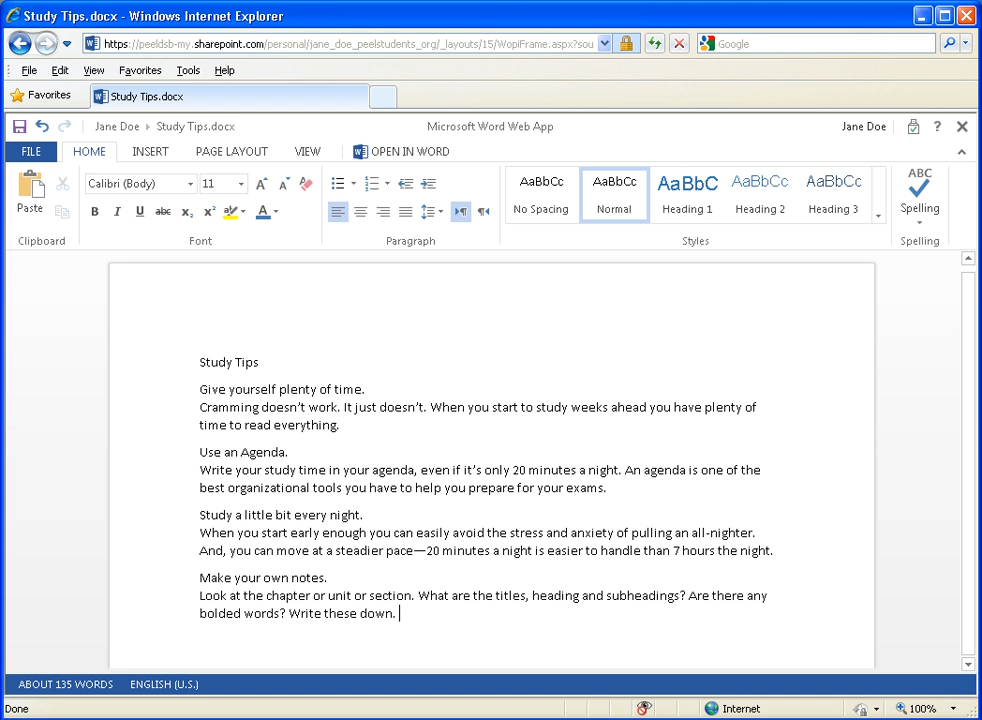 Study Tips.docx - Windows Internet Explorer
https://peeldsb-my.sharepoint.com/personal/jane_doe_peelstudents_org/_layouts/15/WopiFrame.aspx?sou
Google
File Edit View Favorites Tools Help
Favorites Study Tips.docx
Jane Doe Study Tips.docx Microsoft Word Web App Jane Doe ?
FILE HOME INSERT PAGE LAYOUT VIEW OPEN IN WORD
Paste
Calibri (Body) 11
B I U abc x₂ x² ab A
AaBbCc AaBbCc AaBbC AaBbCc AaBbCc
No Spacing Normal Heading 1 Heading 2 Heading 3
ABC
Spelling
Clipboard Font Paragraph Styles Spelling
Study Tips
Give yourself plenty of time.
Cramming doesn’t work. It just doesn’t. When you start to study weeks ahead you have plenty of
time to read everything.
Use an Agenda.
Write your study time in your agenda, even if it’s only 20 minutes a night. An agenda is one of the
best organizational tools you have to help you prepare for your exams.
Study a little bit every night.
When you start early enough you can easily avoid the stress and anxiety of pulling an all-nighter.
And, you can move at a steadier pace—20 minutes a night is easier to handle than 7 hours the night.
Make your own notes.
Look at the chapter or unit or section. What are the titles, heading and subheadings? Are there any
bolded words? Write these down.
ABOUT 135 WORDS ENGLISH (U.S.)
Done Internet 100%